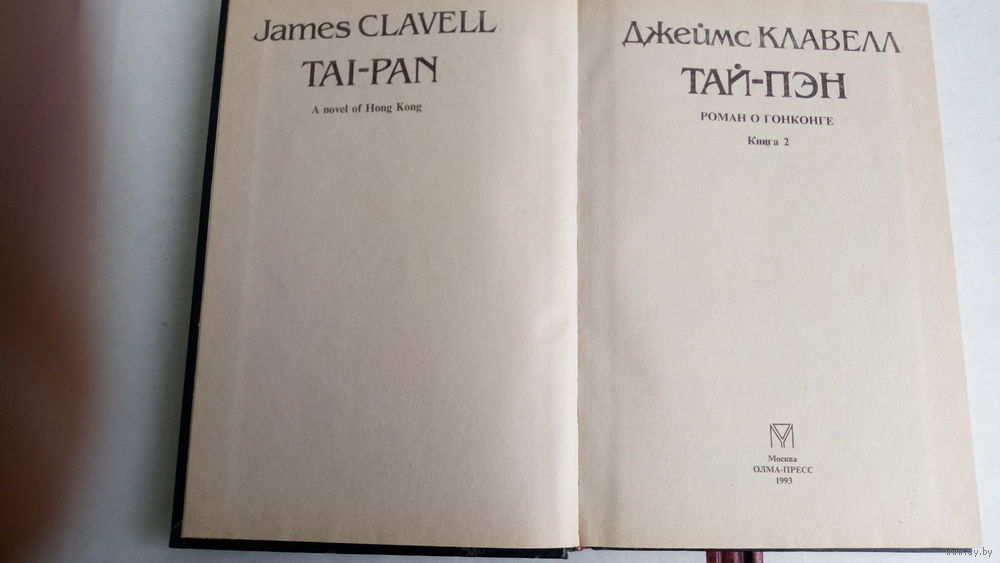 James CLAVELL
TAI-PAN
A novel of Hong Kong
Джеймс КЛАВЕЛЛ
ТАЙ-ПЭН
РОМАН О ГОНКОНГЕ
Книга 2
Москва
ОЛМА-ПРЕСС
1993